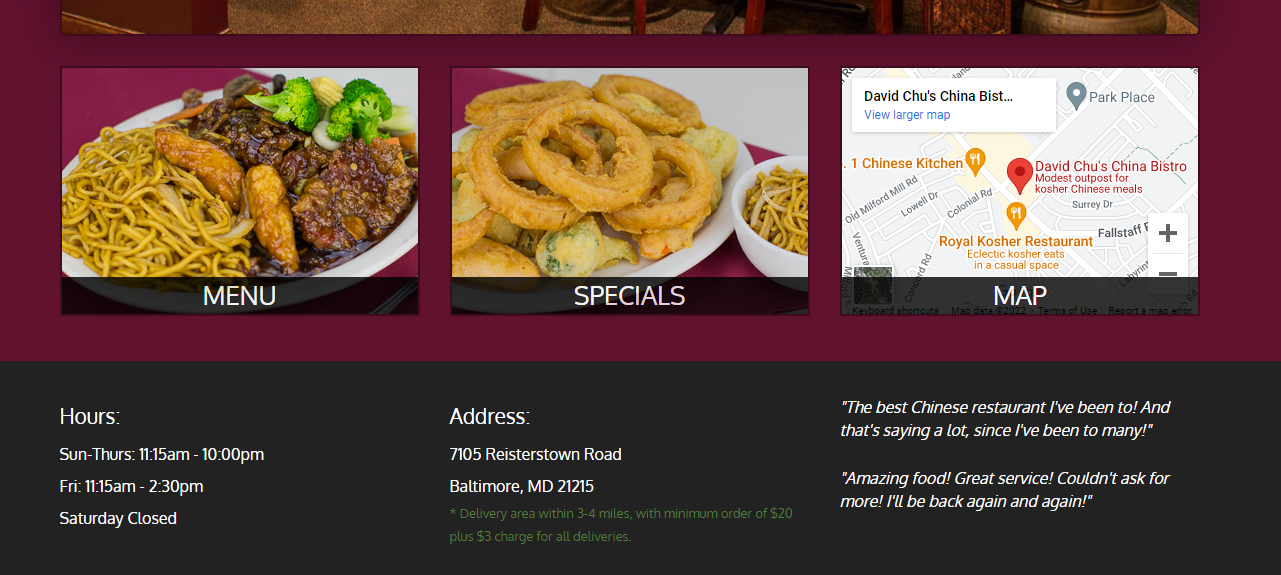 MENU
SPECIALS
David Chu's China Bist...
View larger map
Park Place
. 1 Chinese Kitchen
David Chu's China Bistro
Modest outpost for
kosher Chinese meals
Old Milford Mill Rd
Lowell Dr
Colonial Rd
Surrey Dr
Fallstaff
Royal Kosher Restaurant
Eclectic kosher eats
in a casual space
Ventura
Concord Rd
Labyrin
MAP
Keyboard shortcuts
Map data ©2022
Terms of Use
Report a map error
Hours:
Sun-Thurs: 11:15am - 10:00pm
Fri: 11:15am - 2:30pm
Saturday Closed
Address:
7105 Reisterstown Road
Baltimore, MD 21215
* Delivery area within 3-4 miles, with minimum order of $20
plus $3 charge for all deliveries.
"The best Chinese restaurant I've been to! And
that's saying a lot, since I've been to many!"
"Amazing food! Great service! Couldn't ask for
more! I'll be back again and again!"